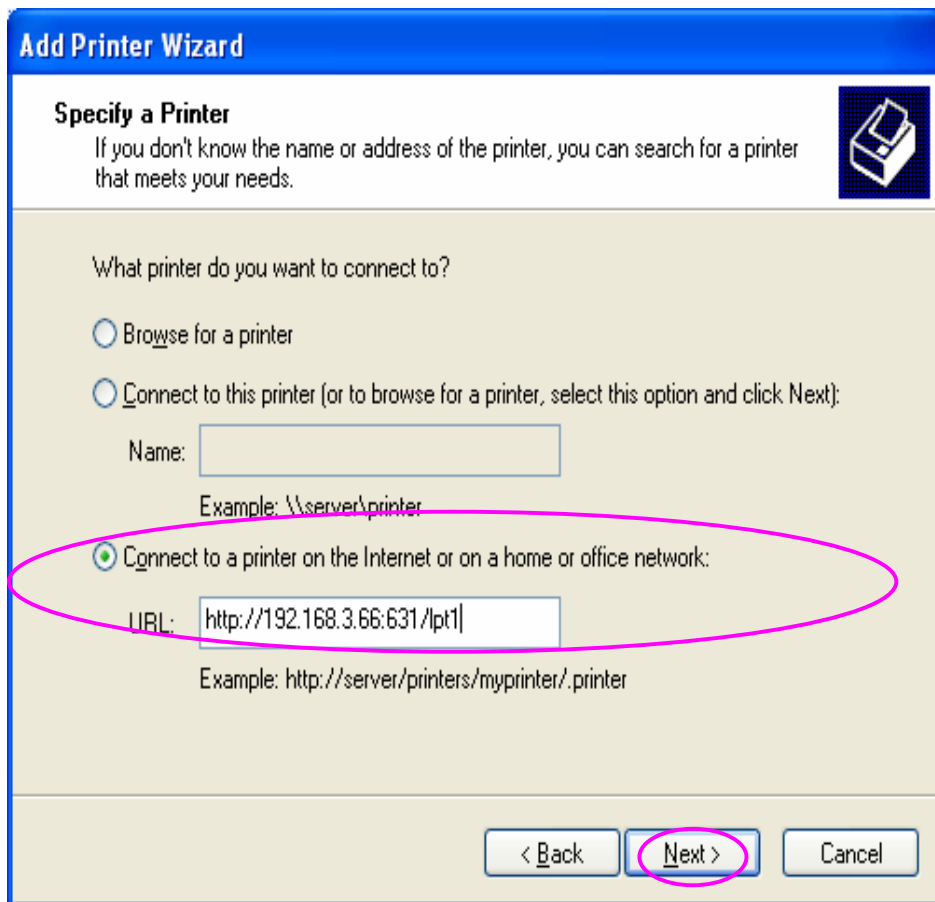 Add Printer Wizard
Specify a Printer
If you don't know the name or address of the printer, you can search for a printer
that meets your needs.
What printer do you want to connect to?
Browse for a printer
Connect to this printer (or to browse for a printer, select this option and click Next):
Name:
Example: \\server\printer
Connect to a printer on the Internet or on a home or office network:
URL: http://192.168.3.66:631/lpt1
Example: http://server/printers/myprinter/.printer
< Back Next > Cancel